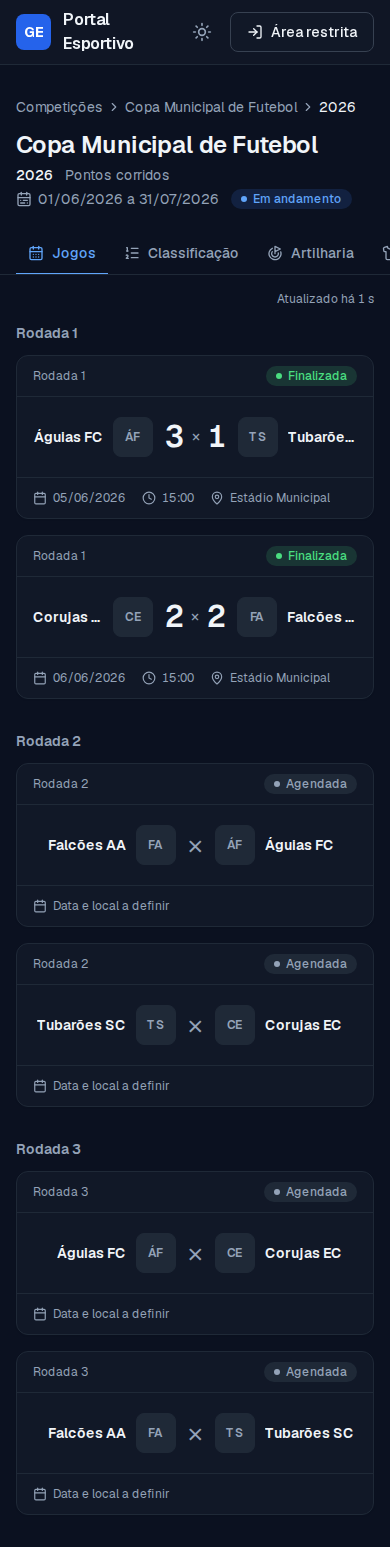 GE
Portal
Esportivo
Área restrita
Competições > Copa Municipal de Futebol > 2026
Copa Municipal de Futebol
2026 Pontos corridos
01/06/2026 a 31/07/2026 Em andamento
Jogos Classificação Artilharia
Atualizado há 1 s
Rodada 1
Rodada 1 Finalizada
Águias FC ÁF 3 × 1 TS Tubarõe...
05/06/2026 15:00 Estádio Municipal
Rodada 1 Finalizada
Corujas ... CE 2 × 2 FA Falcões ...
06/06/2026 15:00 Estádio Municipal
Rodada 2
Rodada 2 Agendada
Falcões AA FA × ÁF Águias FC
Data e local a definir
Rodada 2 Agendada
Tubarões SC TS × CE Corujas EC
Data e local a definir
Rodada 3
Rodada 3 Agendada
Águias FC ÁF × CE Corujas EC
Data e local a definir
Rodada 3 Agendada
Falcões AA FA × TS Tubarões SC
Data e local a definir